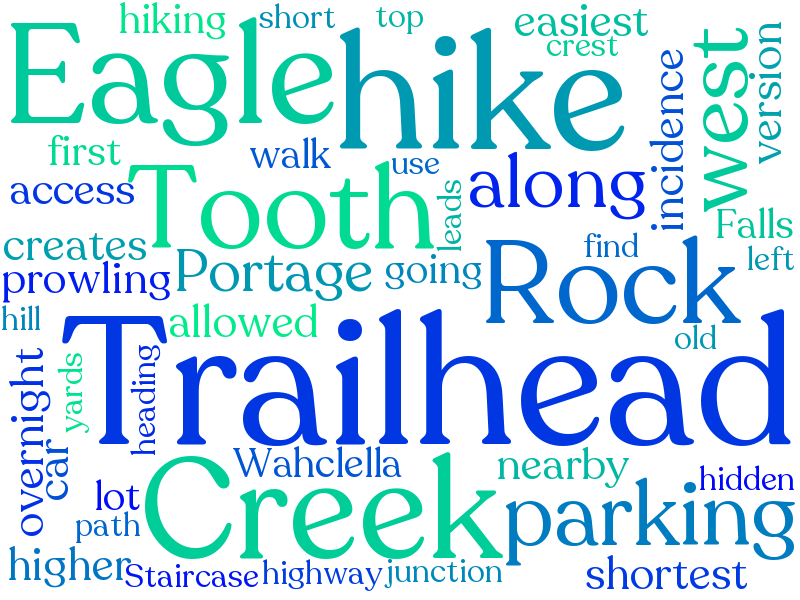 hiking
short
top
easiest
crest
Eagle
hike
west
version
incidence
first
walk
use
along
access
Tooth
leads
Falls
creates
Portage
going
Rock
find
left
prowling
hill
allowed
old
Trailhead
overnight
yards
heading
car
Wahclella
nearby
hidden
lot
Creek
parking
path
higher
Staircase
highway
junction
shortest